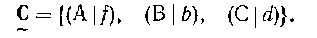 C = {(A | f), (B | b), (C | d)}.